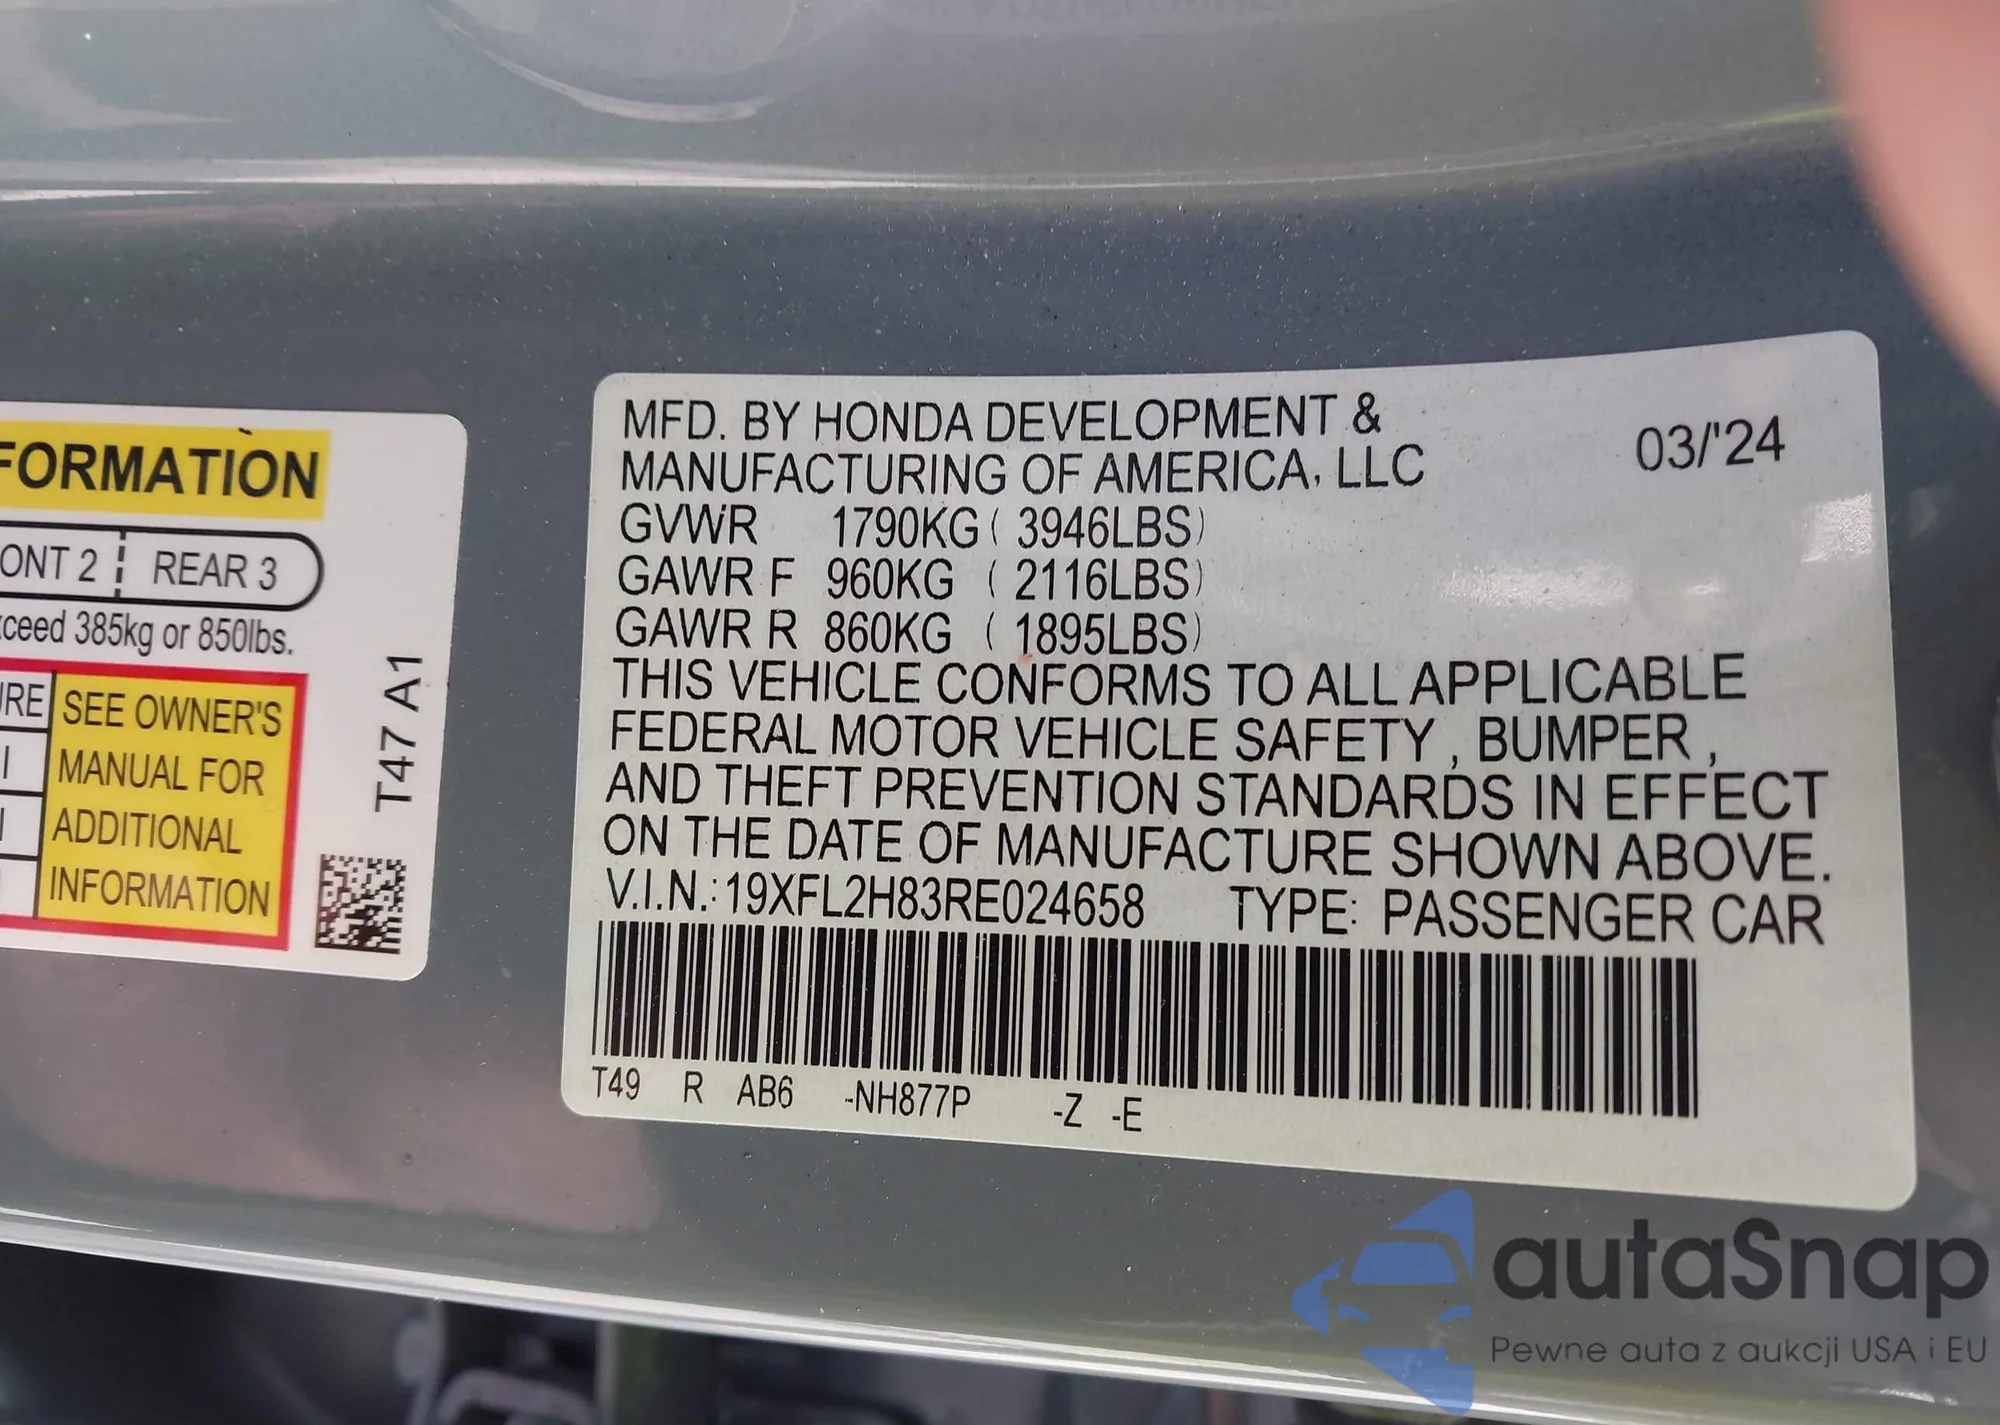 FORMATION
ONT 2 REAR 3
xceed 385kg or 850lbs.
URE
SEE OWNER'S
MANUAL FOR
ADDITIONAL
INFORMATION
T47 A1
MFD. BY HONDA DEVELOPMENT &
MANUFACTURING OF AMERICA, LLC
03/'24
GVWR 1790KG ( 3946LBS)
GAWR F 960KG ( 2116LBS)
GAWR R 860KG ( 1895LBS)
THIS VEHICLE CONFORMS TO ALL APPLICABLE
FEDERAL MOTOR VEHICLE SAFETY , BUMPER ,
AND THEFT PREVENTION STANDARDS IN EFFECT
ON THE DATE OF MANUFACTURE SHOWN ABOVE.
V.I.N.: 19XFL2H83RE024658 TYPE: PASSENGER CAR
T49 R AB6 -NH877P -Z -E
autaSnap
Pewne auta z aukcji USA i EU